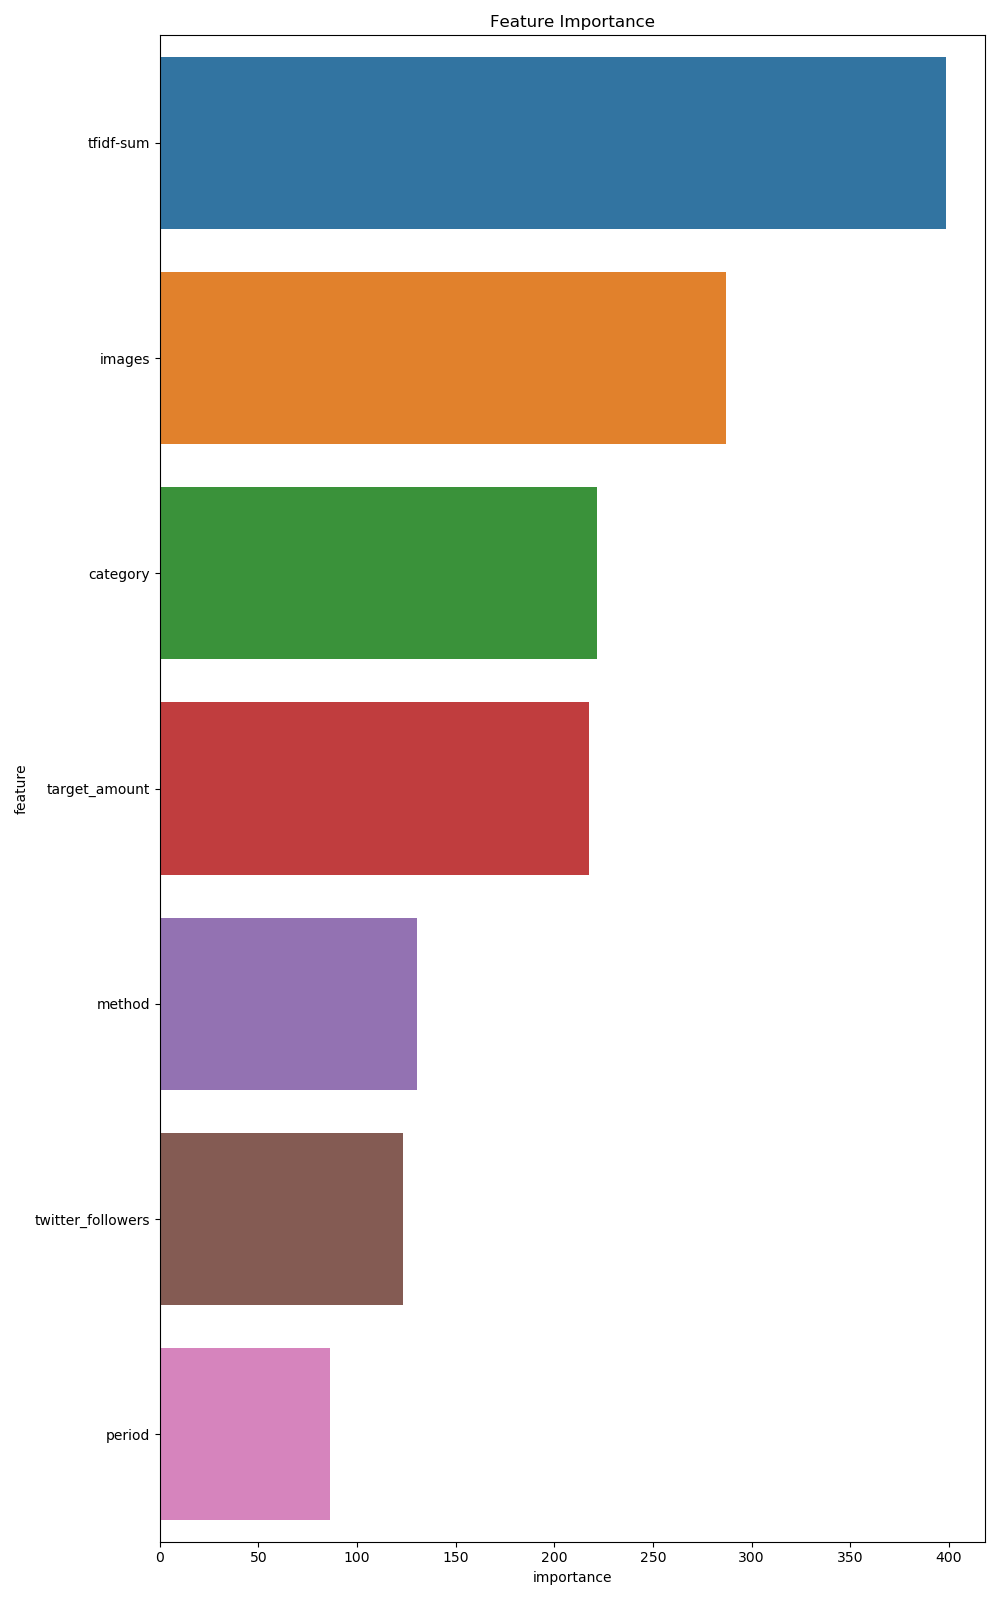 Feature Importance
tfidf-sum
images
category
target_amount
method
twitter_followers
period
feature
0 50 100 150 200 250 300 350 400
importance